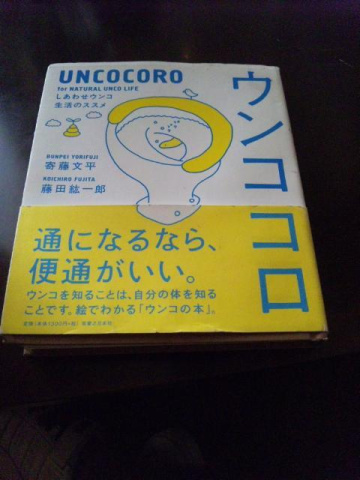 UNCOCORO
for NATURAL UNCO LIFE
しあわせウンコ
生活のススメ
ウンココロ
BUNPEI YORIFUJI
寄藤文平
KOICHIRO FUJITA
藤田紘一郎
通になるなら、
便通がいい。
ウンコを知ることは、自分の体を知る
ことです。絵でわかる「ウンコの本」。